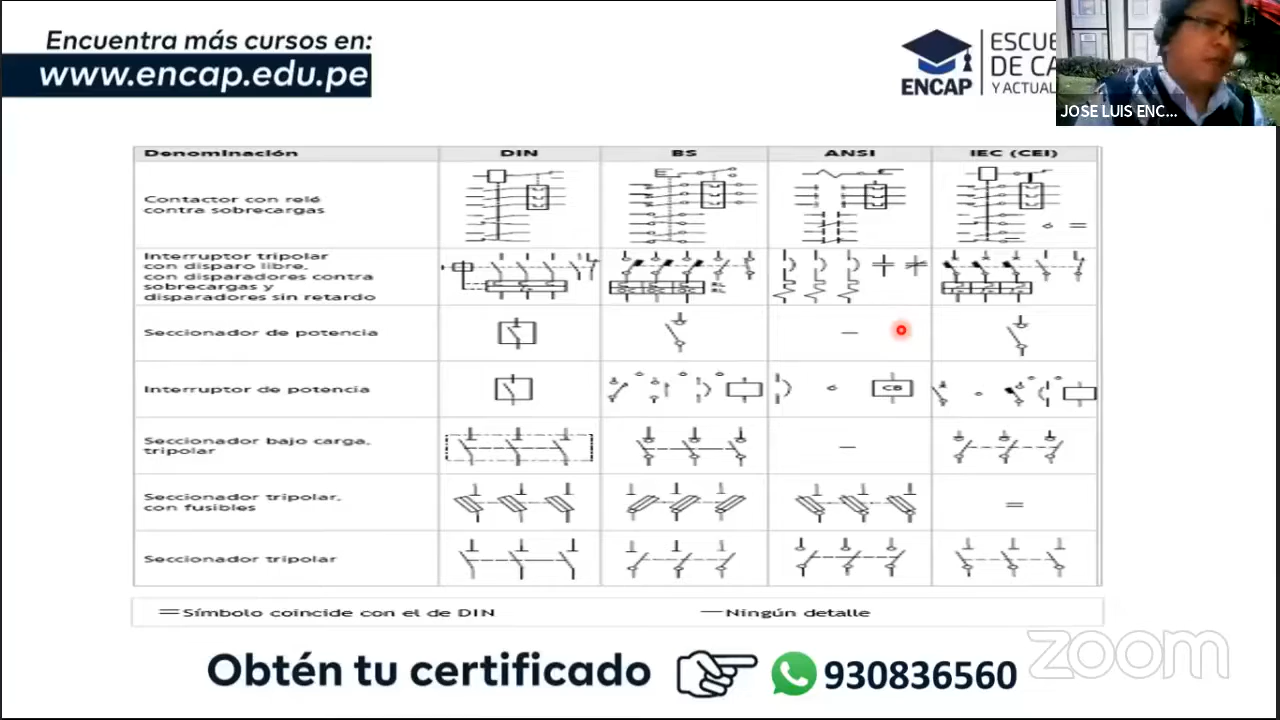 Encuentra más cursos en:
www.encap.edu.pe
ENCAP
ESCUE
DE CA
Y ACTUAL
JOSE LUIS ENC...
Denominación DIN BS ANSI IEC (CEI)
Contactor con relé
contra sobrecargas
Interruptor tripolar
con disparo libre,
con disparadores contra
sobrecargas y
disparadores sin retardo
Seccionador de potencia
Interruptor de potencia
CB
Seccionador bajo carga,
tripolar
Seccionador tripolar,
con fusibles
Seccionador tripolar
=Símbolo coincide con el de DIN —Ningún detalle
zoom
Obtén tu certificado 930836560